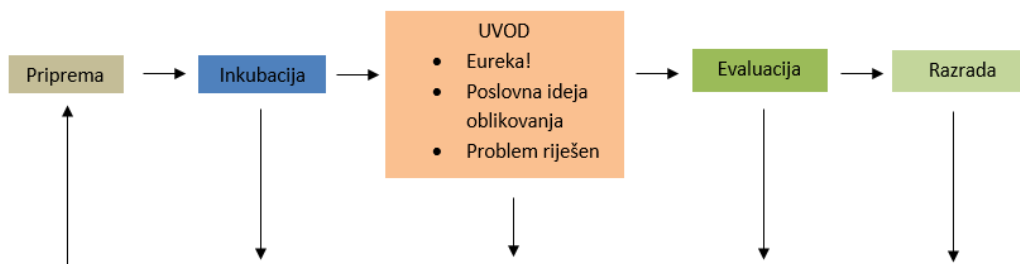 Priprema
Inkubacija
UVOD
• Eureka!
• Poslovna ideja
oblikovanja
• Problem riješen
Evaluacija
Razrada